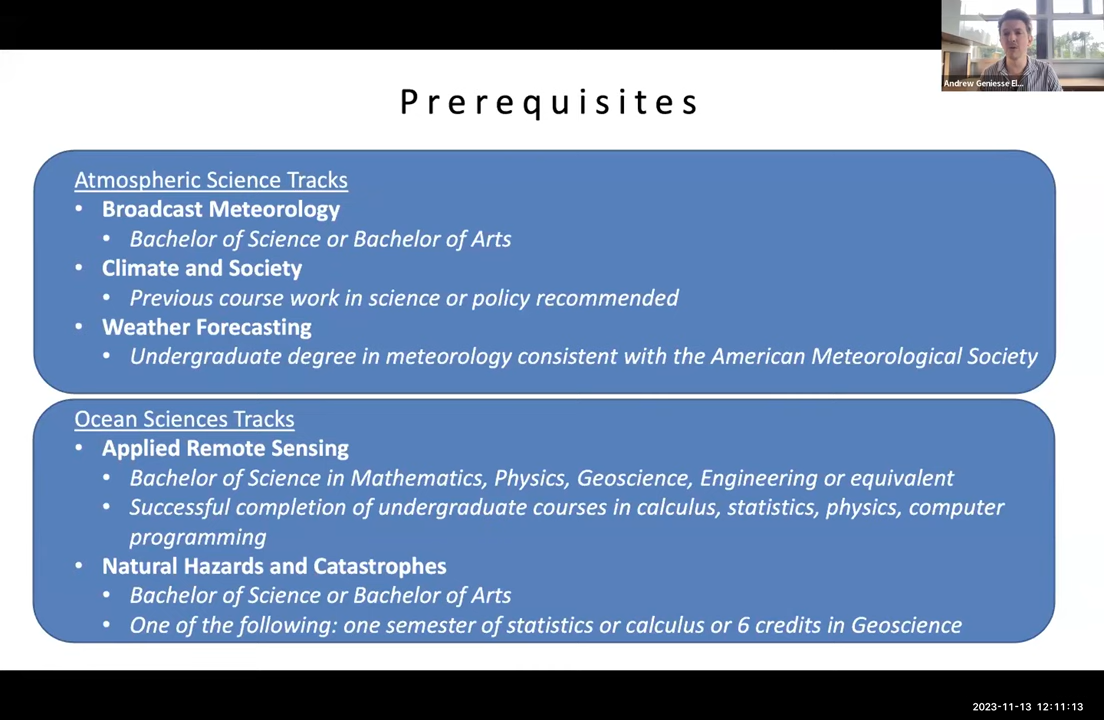 Andrew Geniesse El...
Prerequisites
Atmospheric Science Tracks
• Broadcast Meteorology
• Bachelor of Science or Bachelor of Arts
• Climate and Society
• Previous course work in science or policy recommended
• Weather Forecasting
• Undergraduate degree in meteorology consistent with the American Meteorological Society
Ocean Sciences Tracks
• Applied Remote Sensing
• Bachelor of Science in Mathematics, Physics, Geoscience, Engineering or equivalent
• Successful completion of undergraduate courses in calculus, statistics, physics, computer
programming
• Natural Hazards and Catastrophes
• Bachelor of Science or Bachelor of Arts
• One of the following: one semester of statistics or calculus or 6 credits in Geoscience
2023-11-13 12:11:13